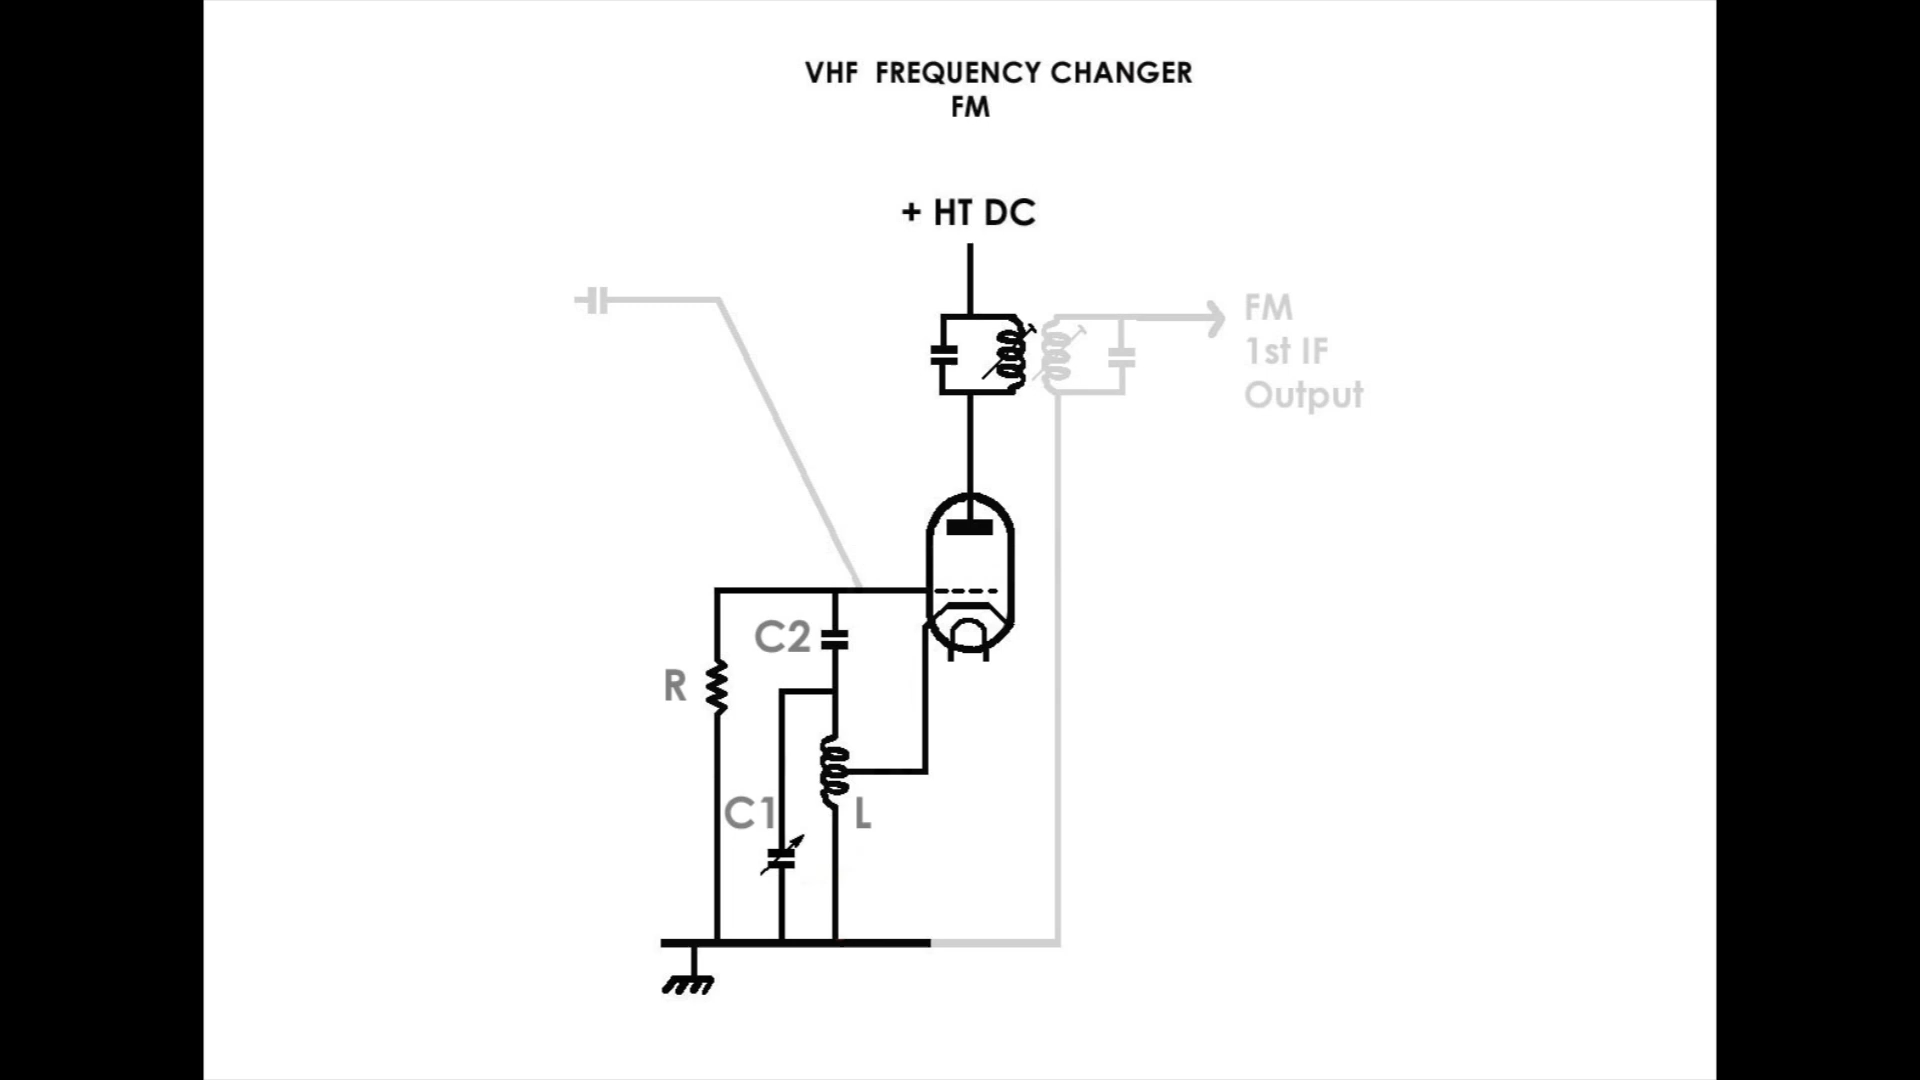 VHF FREQUENCY CHANGER
FM
+ HT DC
FM
1st IF
Output
C2
R
C1
L